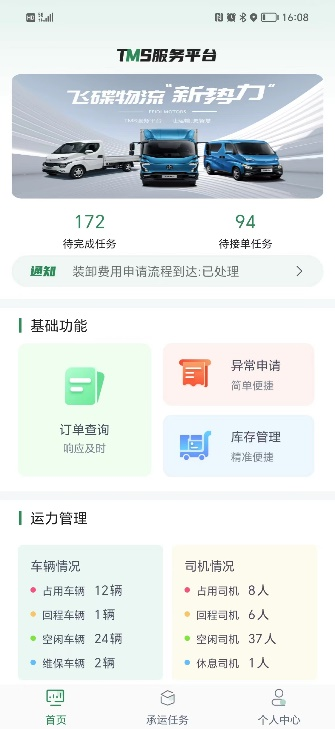 16:08
TMS服务平台
飞碟物流"新势力"
FEIDI MOTORS
172
94
待完成任务
待接单任务
通知
装卸费用申请流程到达:已处理
基础功能
订单查询
响应及时
异常申请
简单便捷
库存管理
精准便捷
运力管理
车辆情况
占用车辆 12辆
回程车辆 1辆
空闲车辆 24辆
维保车辆 2辆
司机情况
占用司机 8人
回程司机 6人
空闲司机 37人
休息司机 1人
首页
承运任务
个人中心